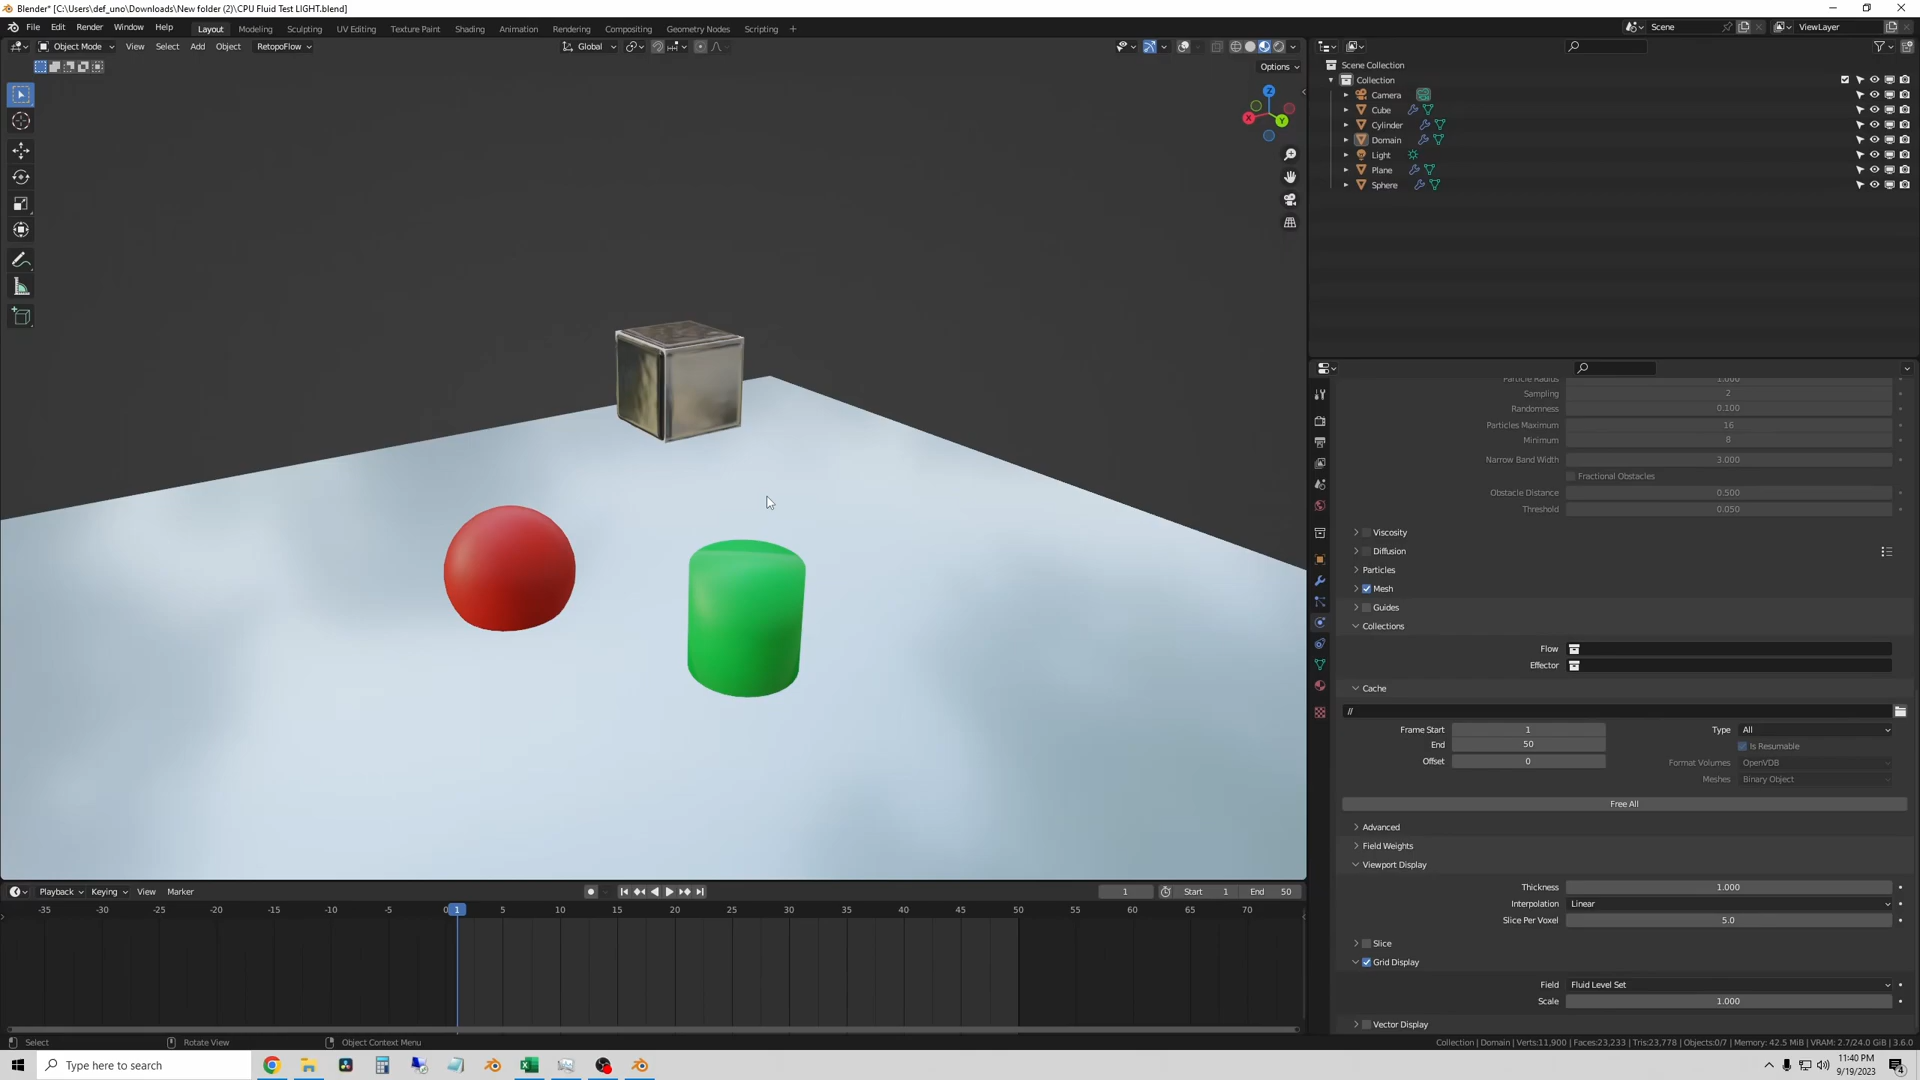 Blender* [C:\Users\def_uno\Downloads\New folder (2)\CPU Fluid Test LIGHT.blend]
File Edit Render Window Help Layout Modeling Sculpting UV Editing Texture Paint Shading Animation Rendering Compositing Geometry Nodes Scripting + Scene ViewLayer
Object Mode View Select Add Object RetopoFlow Global
Options
Z
X
Y
Scene Collection
Collection
Camera
Cube
Cylinder
Domain
Light
Plane
Sphere
Particle Radius 1.000
Sampling 2
Randomness 0.100
Particles Maximum 16
Minimum 8
Narrow Band Width 3.000
Fractional Obstacles
Obstacle Distance 0.500
Threshold 0.050
Viscosity
Diffusion
Particles
Mesh
Guides
Collections
Flow
Effector
Cache
//
Frame Start 1 Type All
End 50 Is Resumable
Offset 0 Format Volumes OpenVDB
Meshes Binary Object
Free All
Advanced
Field Weights
Viewport Display
Thickness 1.000
Interpolation Linear
Slice Per Voxel 5.0
Slice
Grid Display
Field Fluid Level Set
Scale 1.000
Vector Display
Playback Keying View Marker 1 Start 1 End 50
-35 -30 -25 -20 -15 -10 -5 0 1 5 10 15 20 25 30 35 40 45 50 55 60 65 70
Select Rotate View Object Context Menu
Collection | Domain | Verts:11,900 | Faces:23,233 | Tris:23,778 | Objects:0/7 | Memory: 42.5 MiB | VRAM: 2.7/24.0 GiB | 3.6.0
Type here to search
11:40 PM
9/19/2023
4